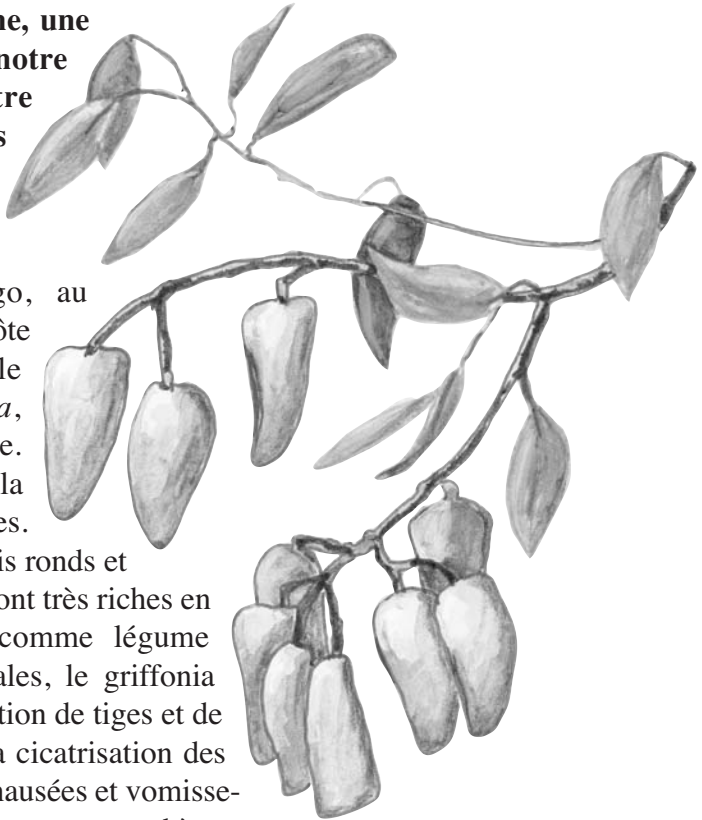 ne, une
notre
tre
s
go, au
ôte
le
a,
e.
la
es.
is ronds et
ont très riches en
comme légume
ales, le griffonia
tion de tiges et de
a cicatrisation des
nausées et vomisse-